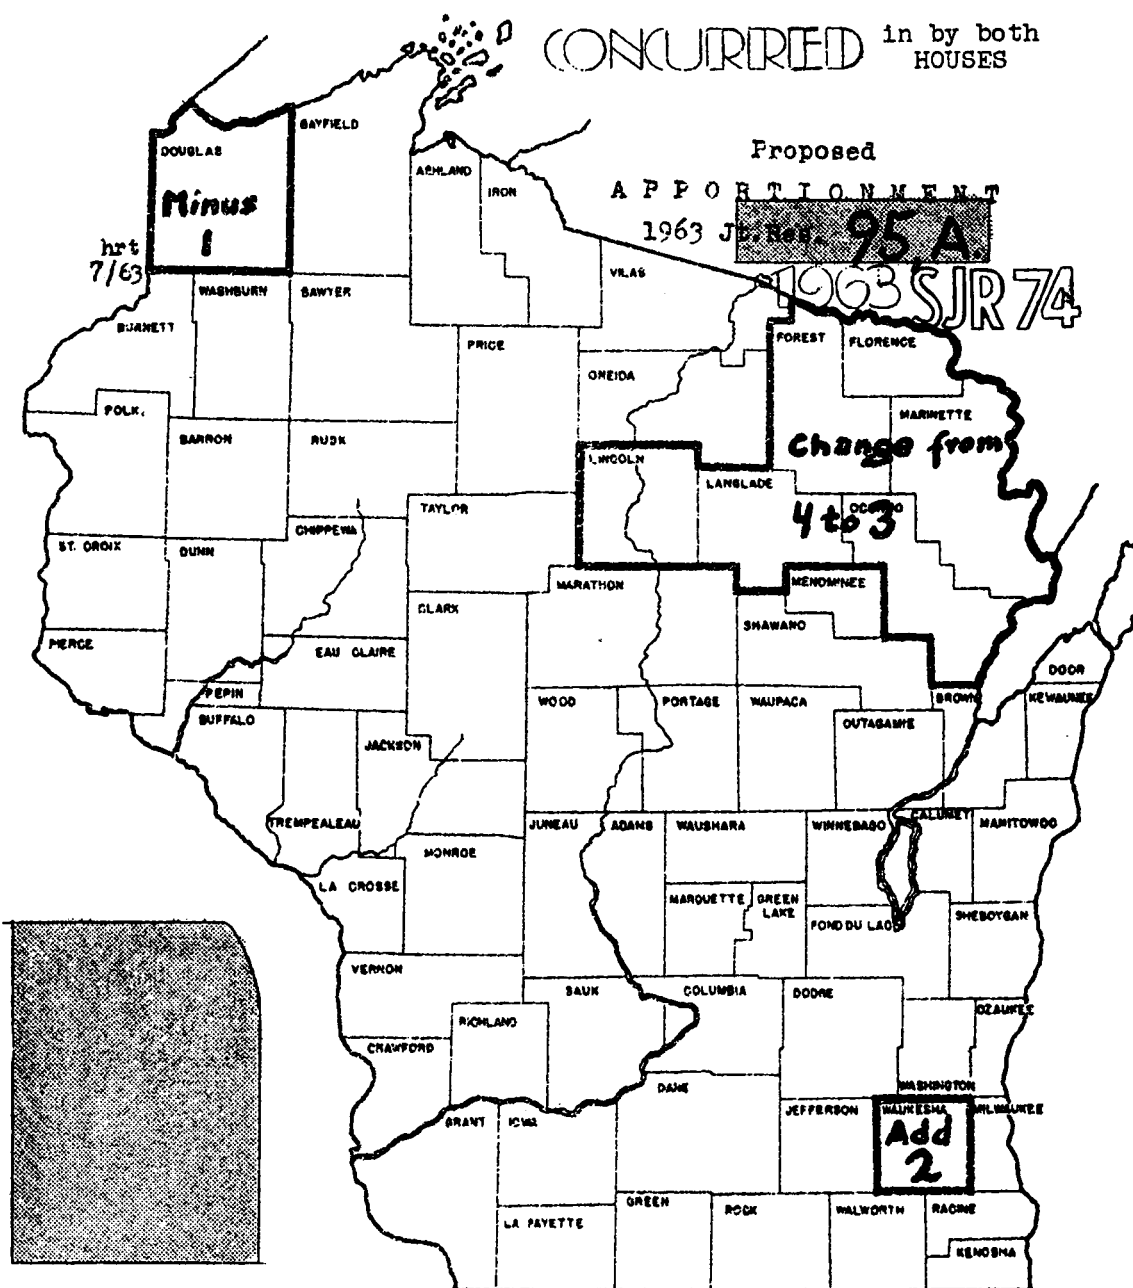 CONCURRED in by both
HOUSES
Proposed
APPORTIONMENT
1963 Jt. Res. 95, A.
1963 SJR 74
hrt
7/63
DOUGLAS
Minus
1
BAYFIELD
ASHLAND
IRON
VILAS
WASHBURN
SAWYER
BURNETT
PRICE
FOREST
FLORENCE
ONEIDA
POLK
MARINETTE
BARRON
RUSK
Change from
4 to 3
LINCOLN
LANGLADE
TAYLOR
OCONTO
CHIPPEWA
ST. CROIX
DUNN
MARATHON
MENOMINEE
CLARK
SHAWANO
PIERCE
EAU CLAIRE
DOOR
PEPIN
WOOD
PORTAGE
WAUPACA
BROWN
KEWAUNEE
BUFFALO
OUTAGAMIE
JACKSON
TREMPEALEAU
JUNEAU
ADAMS
WAUSHARA
WINNEBAGO
CALUMET
MANITOWOC
MONROE
LA CROSSE
MARQUETTE
GREEN
LAKE
FOND DU LAC
SHEBOYGAN
VERNON
SAUK
COLUMBIA
DODGE
OZAUKEE
RICHLAND
CRAWFORD
DANE
WASHINGTON
GRANT
IOWA
JEFFERSON
WAUKESHA
MILWAUKEE
Add
2
LA FAYETTE
GREEN
ROCK
WALWORTH
RACINE
KENOSHA